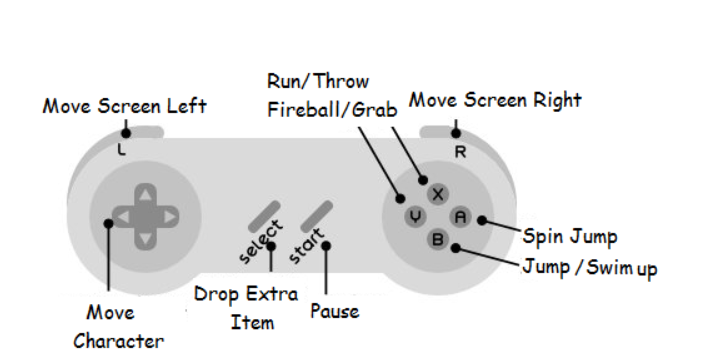 Run/Throw
Fireball/Grab
Move Screen Left
Move Screen Right
L
R
X
Y
A
B
select
start
Spin Jump
Jump/Swim up
Drop Extra
Item
Pause
Move
Character